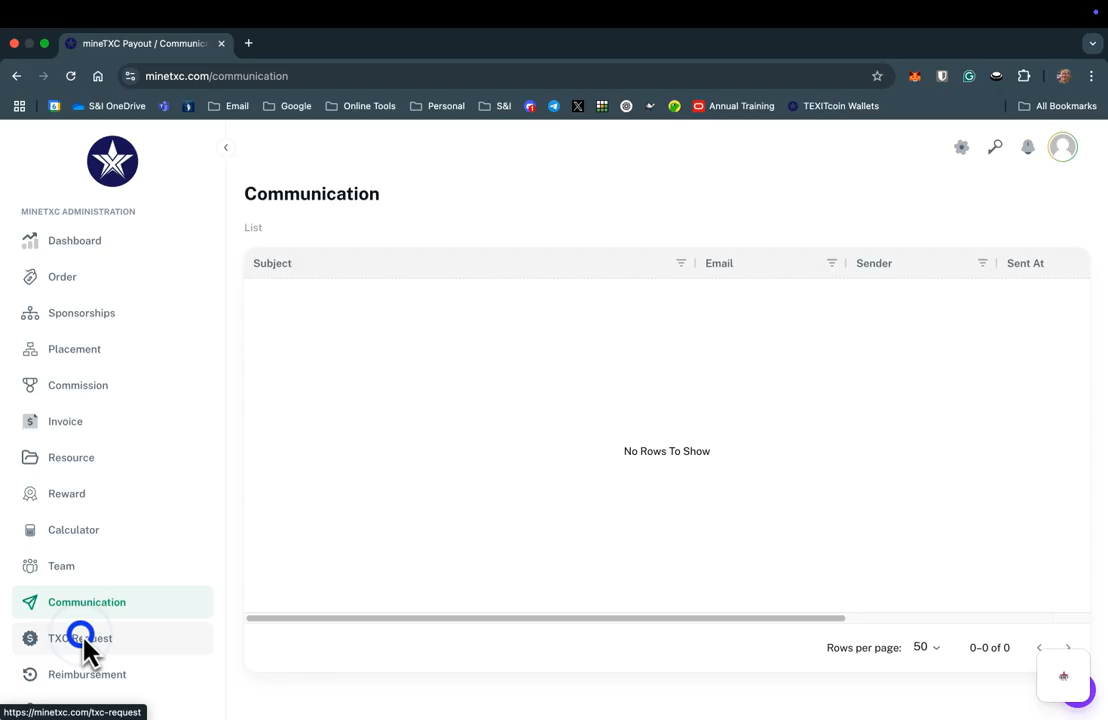 mineTXC Payout / Communic
minetxc.com/communication
S&I OneDrive
Email
Google
Online Tools
Personal
S&I
Annual Training
TEXITcoin Wallets
All Bookmarks
MINETXC ADMINISTRATION
Dashboard
Order
Sponsorships
Placement
Commission
Invoice
Resource
Reward
Calculator
Team
Communication
TXC Request
Reimbursement
https://minetxc.com/txc-request
Communication
List
Subject
Email
Sender
Sent At
No Rows To Show
Rows per page: 50
0–0 of 0